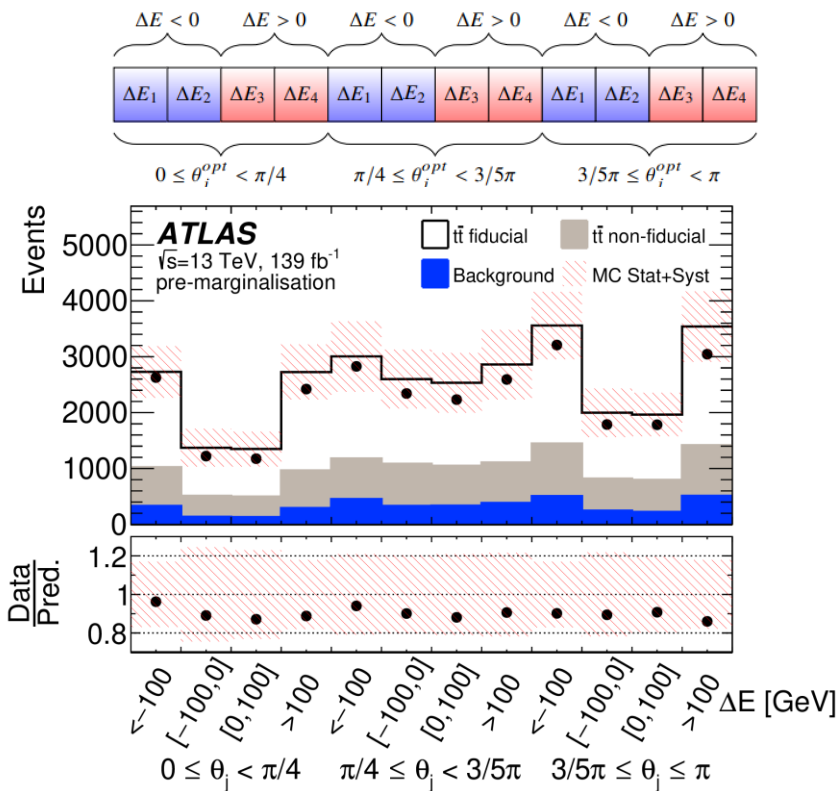 ΔE < 0 ΔE > 0 ΔE < 0 ΔE > 0 ΔE < 0 ΔE > 0
ΔE₁ ΔE₂ ΔE₃ ΔE₄ ΔE₁ ΔE₂ ΔE₃ ΔE₄ ΔE₁ ΔE₂ ΔE₃ ΔE₄
0 ≤ θⱼᵒᵖᵗ < π/4 π/4 ≤ θⱼᵒᵖᵗ < 3/5π 3/5π ≤ θⱼᵒᵖᵗ < π
Events
5000
4000
3000
2000
1000
0
ATLAS
√s=13 TeV, 139 fb⁻¹
pre-marginalisation
tt̄ fiducial tt̄ non-fiducial
Background MC Stat+Syst
Data
Pred.
1.2
1
0.8
<−100 [−100,0] [0,100] >100 <−100 [−100,0] [0,100] >100 <−100 [−100,0] [0,100] >100 ΔE [GeV]
0 ≤ θⱼ < π/4 π/4 ≤ θⱼ < 3/5π 3/5π ≤ θⱼ ≤ π